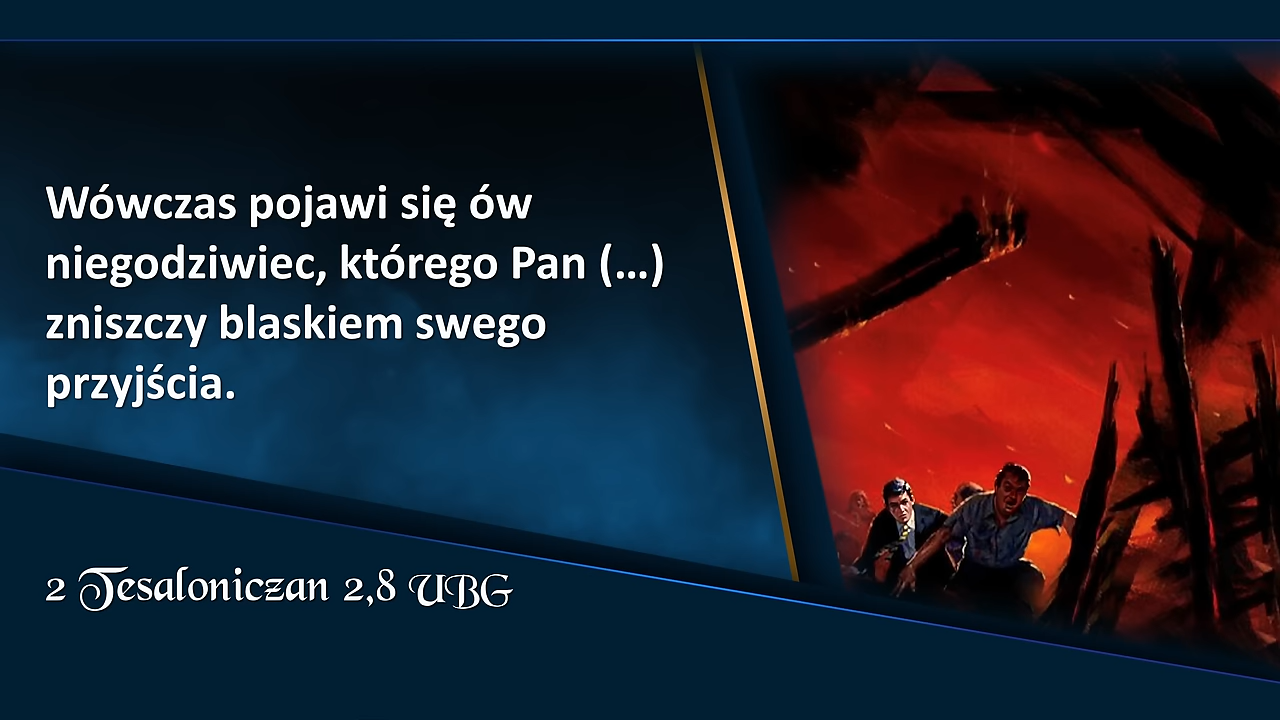 Wówczas pojawi się ów
niegodziwiec, którego Pan (...)
zniszczy blaskiem swego
przyjścia.
2 Tesaloniczan 2,8 UBG